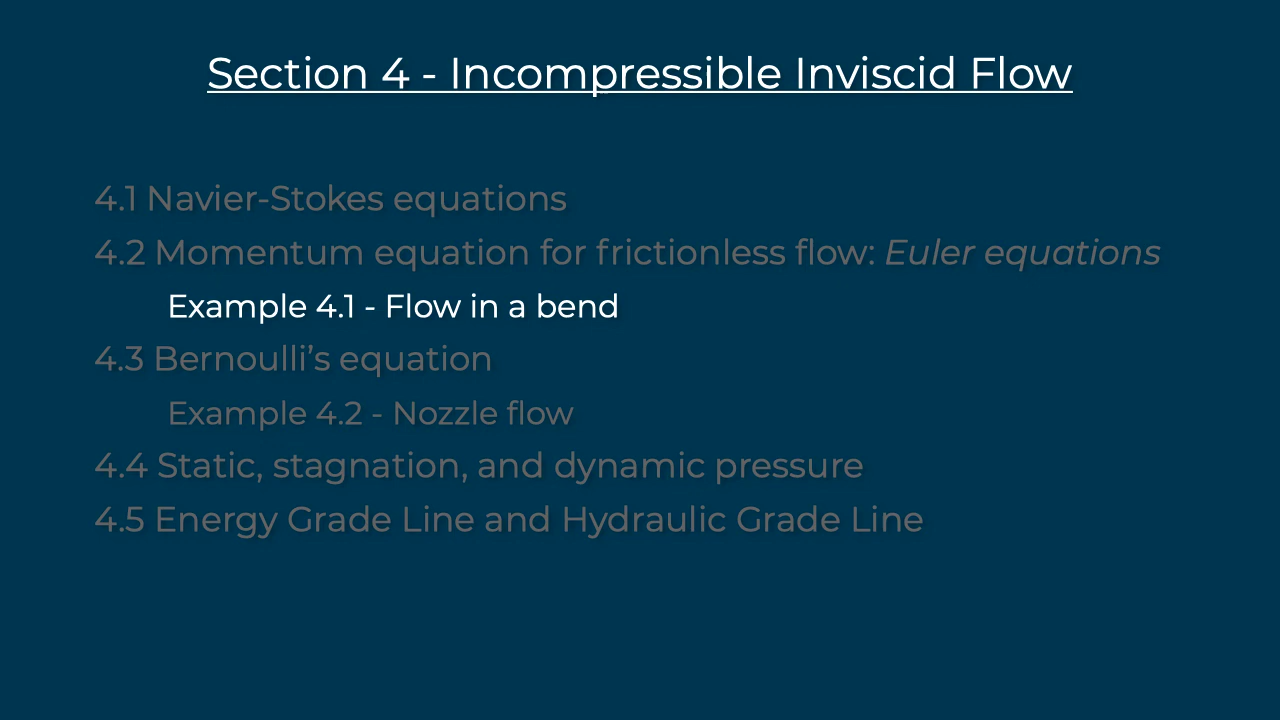 Section 4 - Incompressible Inviscid Flow
4.1 Navier-Stokes equations
4.2 Momentum equation for frictionless flow: Euler equations
Example 4.1 - Flow in a bend
4.3 Bernoulli’s equation
Example 4.2 - Nozzle flow
4.4 Static, stagnation, and dynamic pressure
4.5 Energy Grade Line and Hydraulic Grade Line